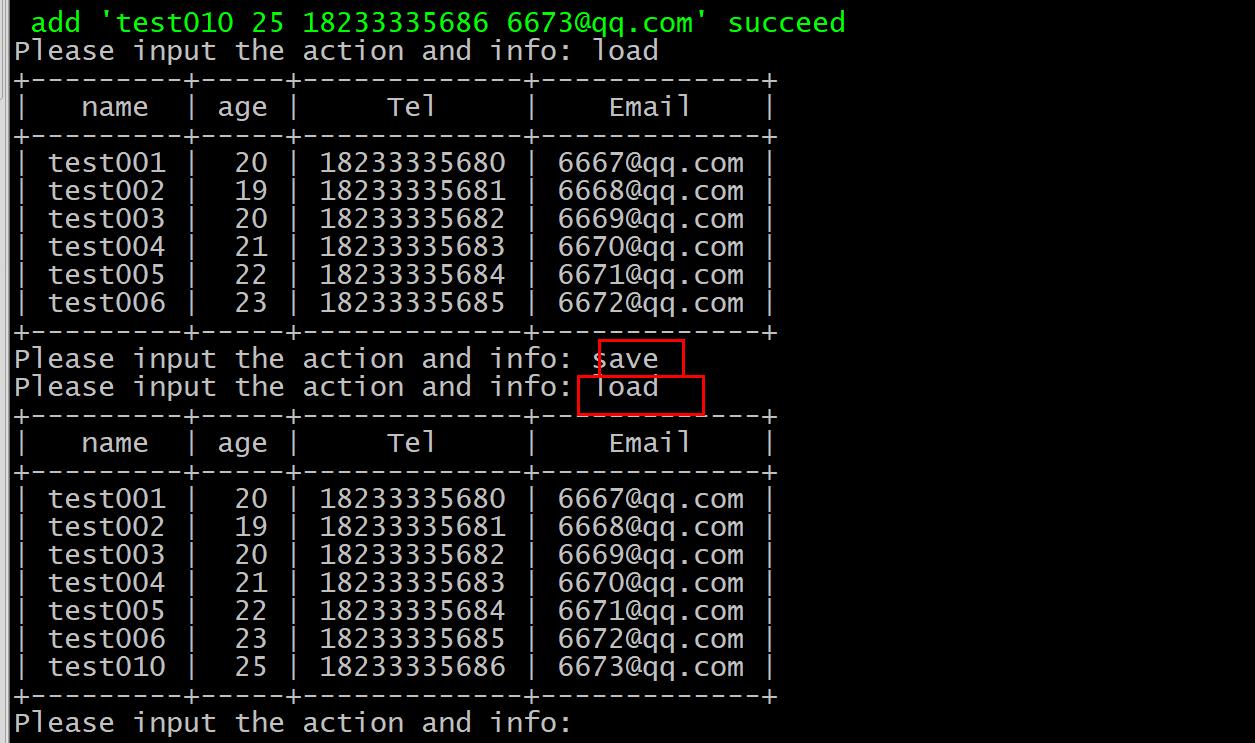 add 'test010 25 18233335686 6673@qq.com' succeed
Please input the action and info: load
+---------+-----+-------------+-------------+
|   name  | age |     Tel     |    Email    |
+---------+-----+-------------+-------------+
| test001 |  20 | 18233335680 | 6667@qq.com |
| test002 |  19 | 18233335681 | 6668@qq.com |
| test003 |  20 | 18233335682 | 6669@qq.com |
| test004 |  21 | 18233335683 | 6670@qq.com |
| test005 |  22 | 18233335684 | 6671@qq.com |
| test006 |  23 | 18233335685 | 6672@qq.com |
+---------+-----+-------------+-------------+
Please input the action and info: save
Please input the action and info: load
+---------+-----+-------------+-------------+
|   name  | age |     Tel     |    Email    |
+---------+-----+-------------+-------------+
| test001 |  20 | 18233335680 | 6667@qq.com |
| test002 |  19 | 18233335681 | 6668@qq.com |
| test003 |  20 | 18233335682 | 6669@qq.com |
| test004 |  21 | 18233335683 | 6670@qq.com |
| test005 |  22 | 18233335684 | 6671@qq.com |
| test006 |  23 | 18233335685 | 6672@qq.com |
| test010 |  25 | 18233335686 | 6673@qq.com |
+---------+-----+-------------+-------------+
Please input the action and info: